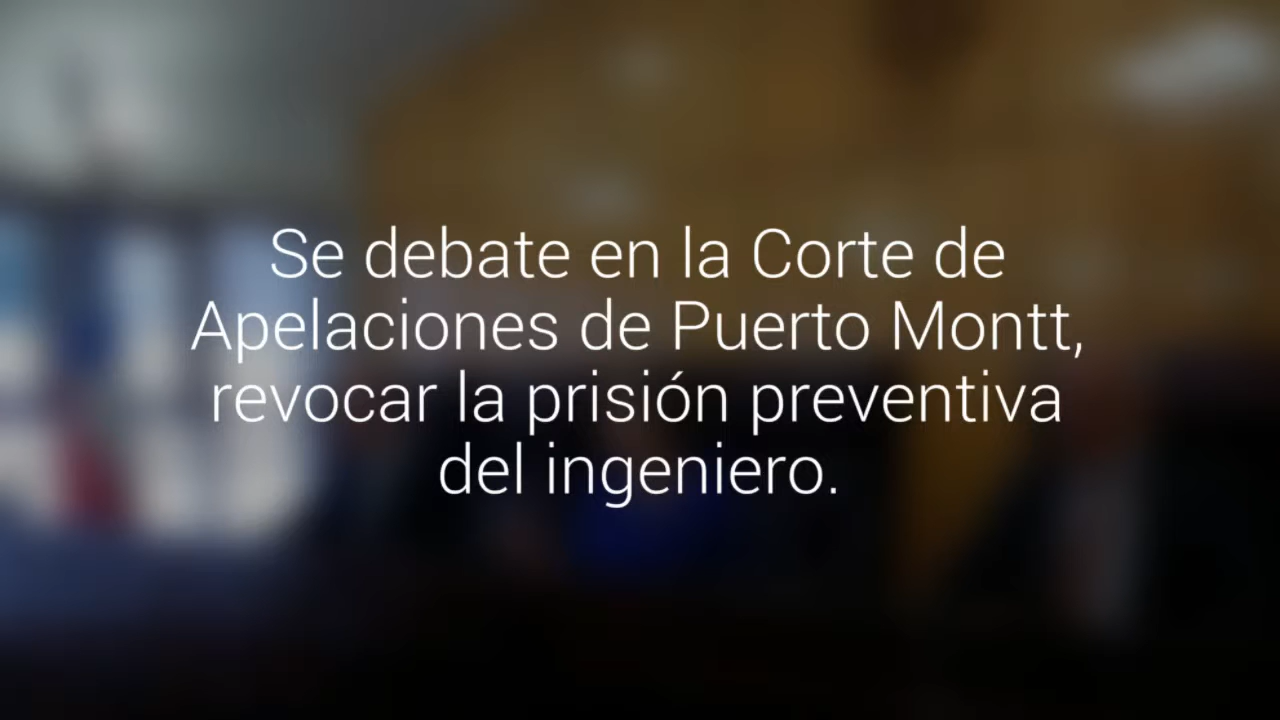 Se debate en la Corte de
Apelaciones de Puerto Montt,
revocar la prisión preventiva
del ingeniero.